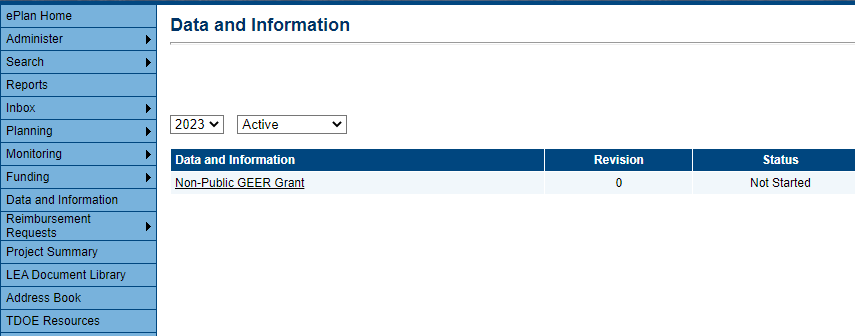 ePlan Home
Administer
Search
Reports
Inbox
Planning
Monitoring
Funding
Data and Information
Reimbursement
Requests
Project Summary
LEA Document Library
Address Book
TDOE Resources
Data and Information
2023 Active
Data and Information Revision Status
Non-Public GEER Grant 0 Not Started